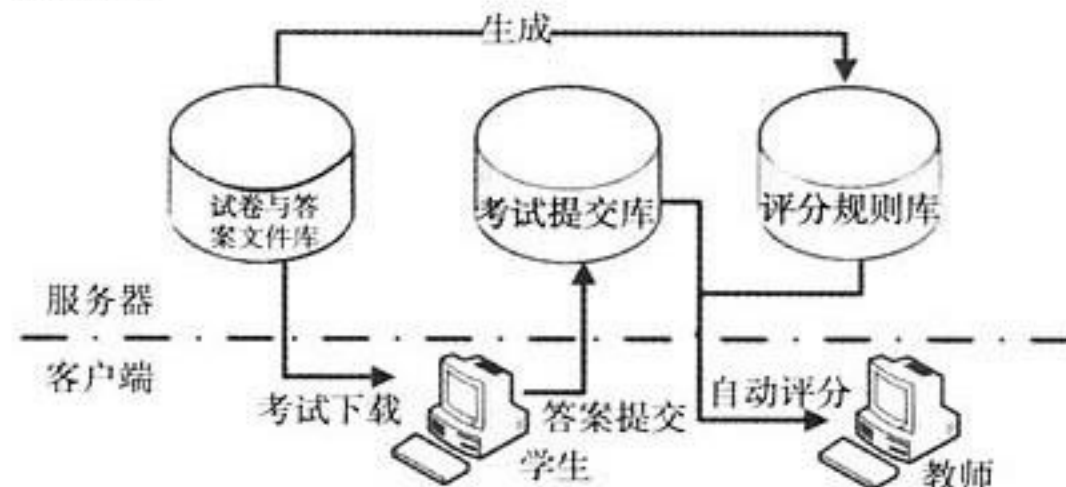 生成
试卷与答
案文件库
考试提交库
评分规则库
服务器
客户端
考试下载
答案提交
自动评分
学生
教师